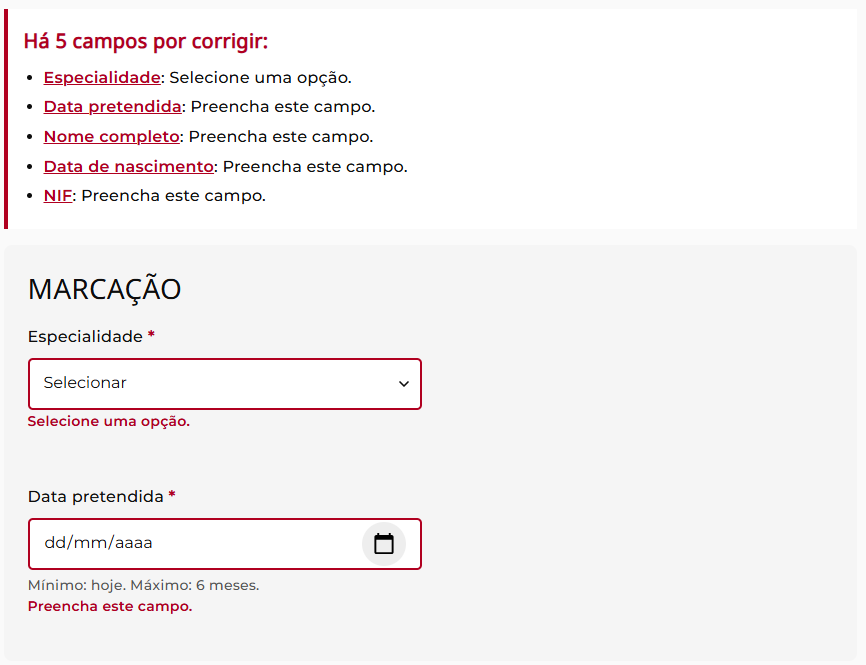 Há 5 campos por corrigir:
• Especialidade: Selecione uma opção.
• Data pretendida: Preencha este campo.
• Nome completo: Preencha este campo.
• Data de nascimento: Preencha este campo.
• NIF: Preencha este campo.
MARCAÇÃO
Especialidade *
Selecionar
Selecione uma opção.
Data pretendida *
dd/mm/aaaa
Mínimo: hoje. Máximo: 6 meses.
Preencha este campo.